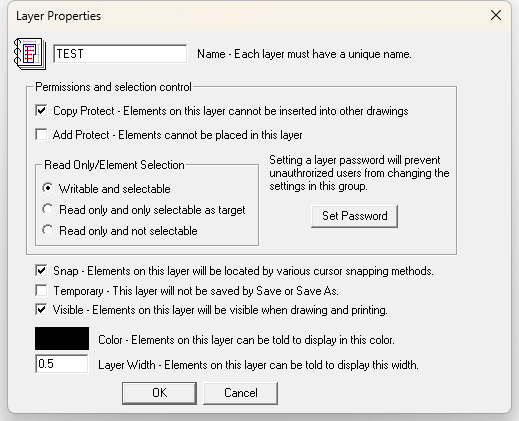 Layer Properties
TEST
Name - Each layer must have a unique name.
Permissions and selection control
Copy Protect - Elements on this layer cannot be inserted into other drawings
Add Protect - Elements cannot be placed in this layer
Read Only/Element Selection
Writable and selectable
Read only and only selectable as target
Read only and not selectable
Setting a layer password will prevent
unauthrorized users from changing the
settings in this group.
Set Password
Snap - Elements on this layer will be located by various cursor snapping methods.
Temporary - This layer will not be saved by Save or Save As.
Visible - Elements on this layer will be visible when drawing and printing.
Color - Elements on this layer can be told to display in this color.
0.5
Layer Width - Elements on this layer can be told to display this width.
OK
Cancel